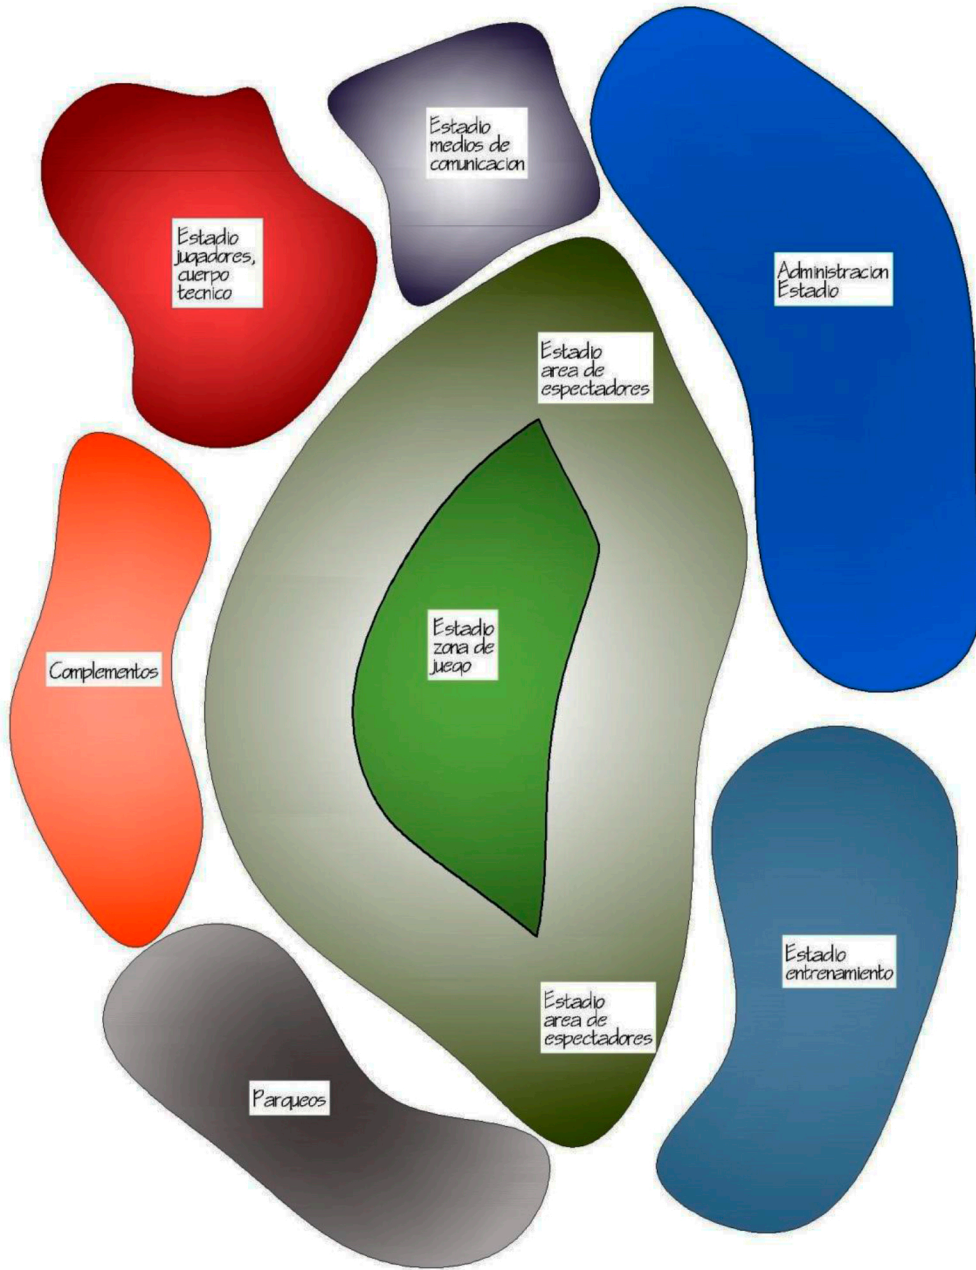 Estadio
medios de
comunicacion
Estadio
jugadores,
cuerpo
tecnico
Administracion
Estadio
Estadio
area de
espectadores
Estadio
zona de
juego
Complementos
Estadio
entrenamiento
Estadio
area de
espectadores
Parqueos